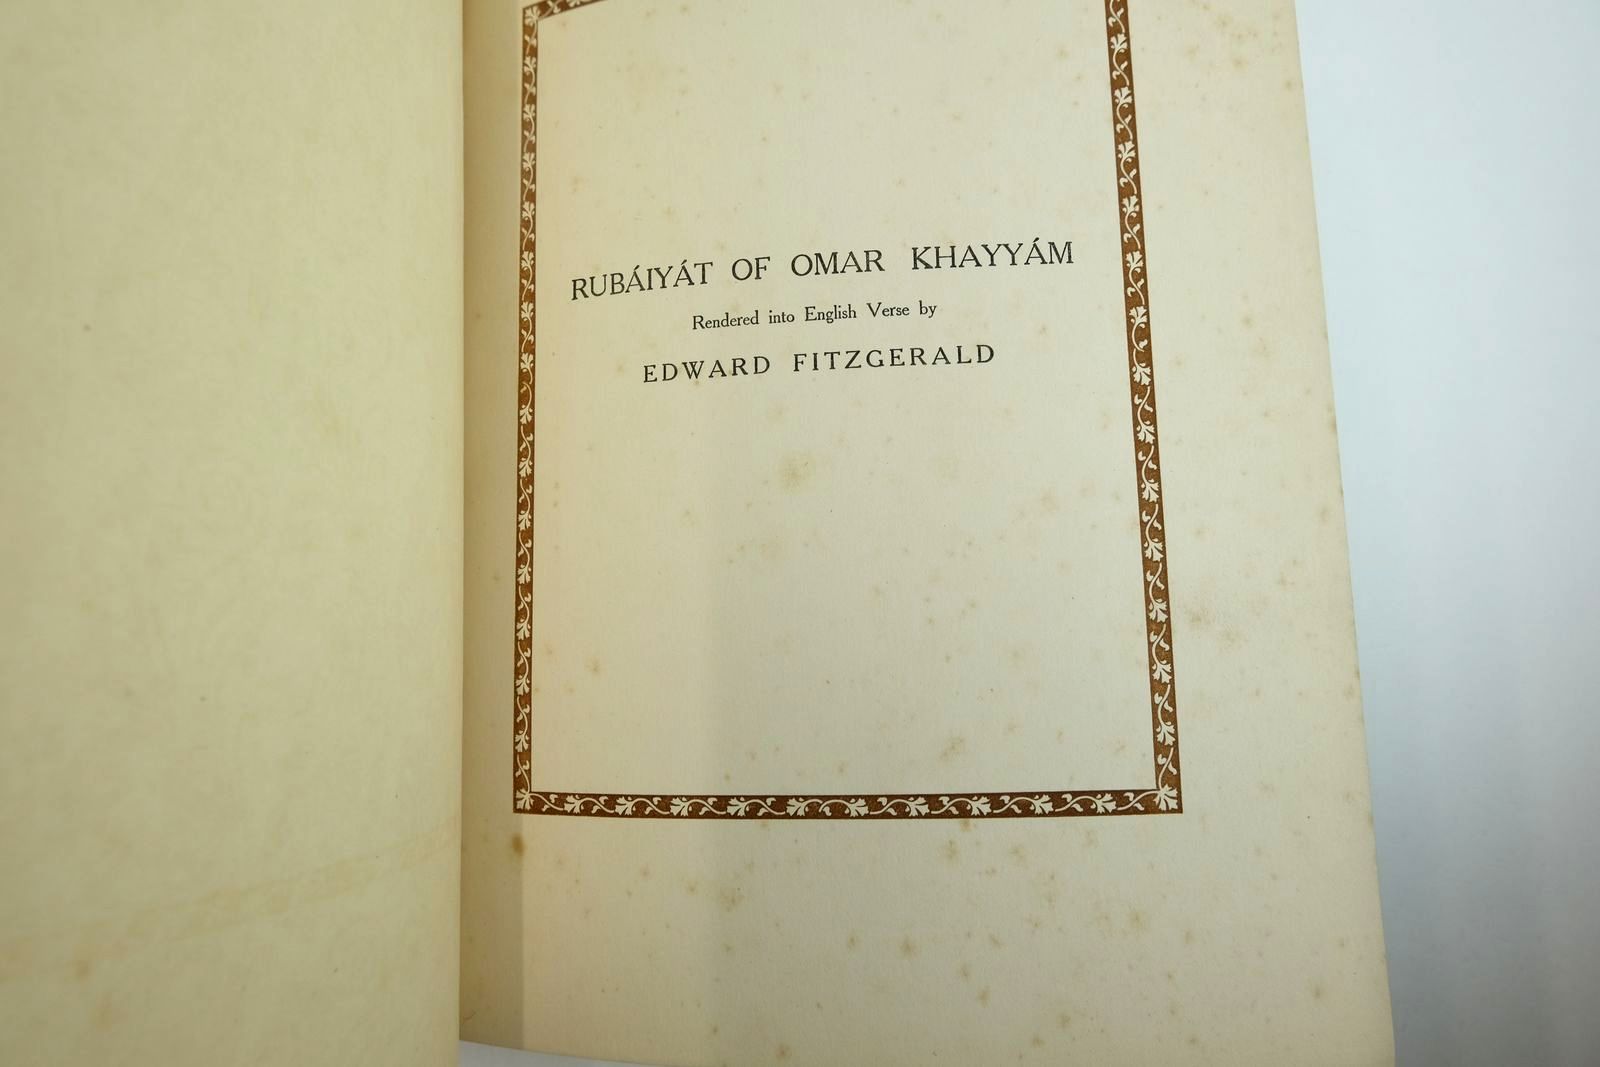 RUBÁIYÁT OF OMAR KHAYYÁM
Rendered into English Verse by
EDWARD FITZGERALD